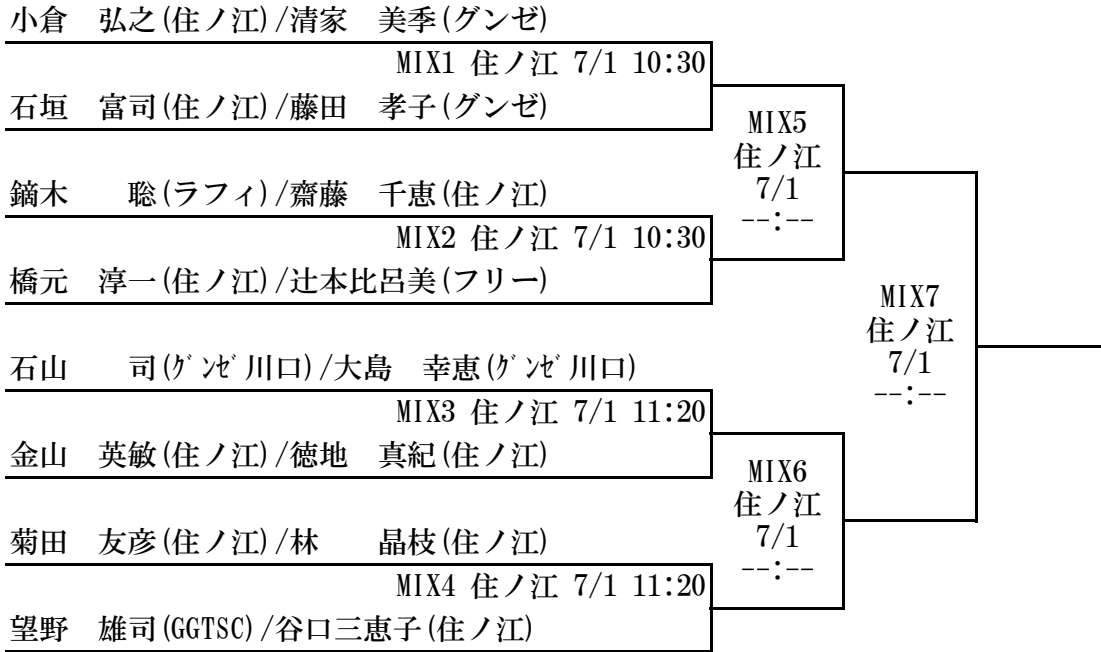 小倉　弘之(住ノ江)/清家　美季(グンゼ)
MIX1 住ノ江 7/1 10:30
石垣　富司(住ノ江)/藤田　孝子(グンゼ)
MIX5
住ノ江
7/1
--:--
鏑木　　聡(ラフィ)/齋藤　千恵(住ノ江)
MIX2 住ノ江 7/1 10:30
橋元　淳一(住ノ江)/辻本比呂美(フリー)
MIX7
住ノ江
7/1
--:--
石山　　司(グンゼ川口)/大島　幸恵(グンゼ川口)
MIX3 住ノ江 7/1 11:20
金山　英敏(住ノ江)/徳地　真紀(住ノ江)
MIX6
住ノ江
7/1
--:--
菊田　友彦(住ノ江)/林　　晶枝(住ノ江)
MIX4 住ノ江 7/1 11:20
望野　雄司(GGTSC)/谷口三恵子(住ノ江)